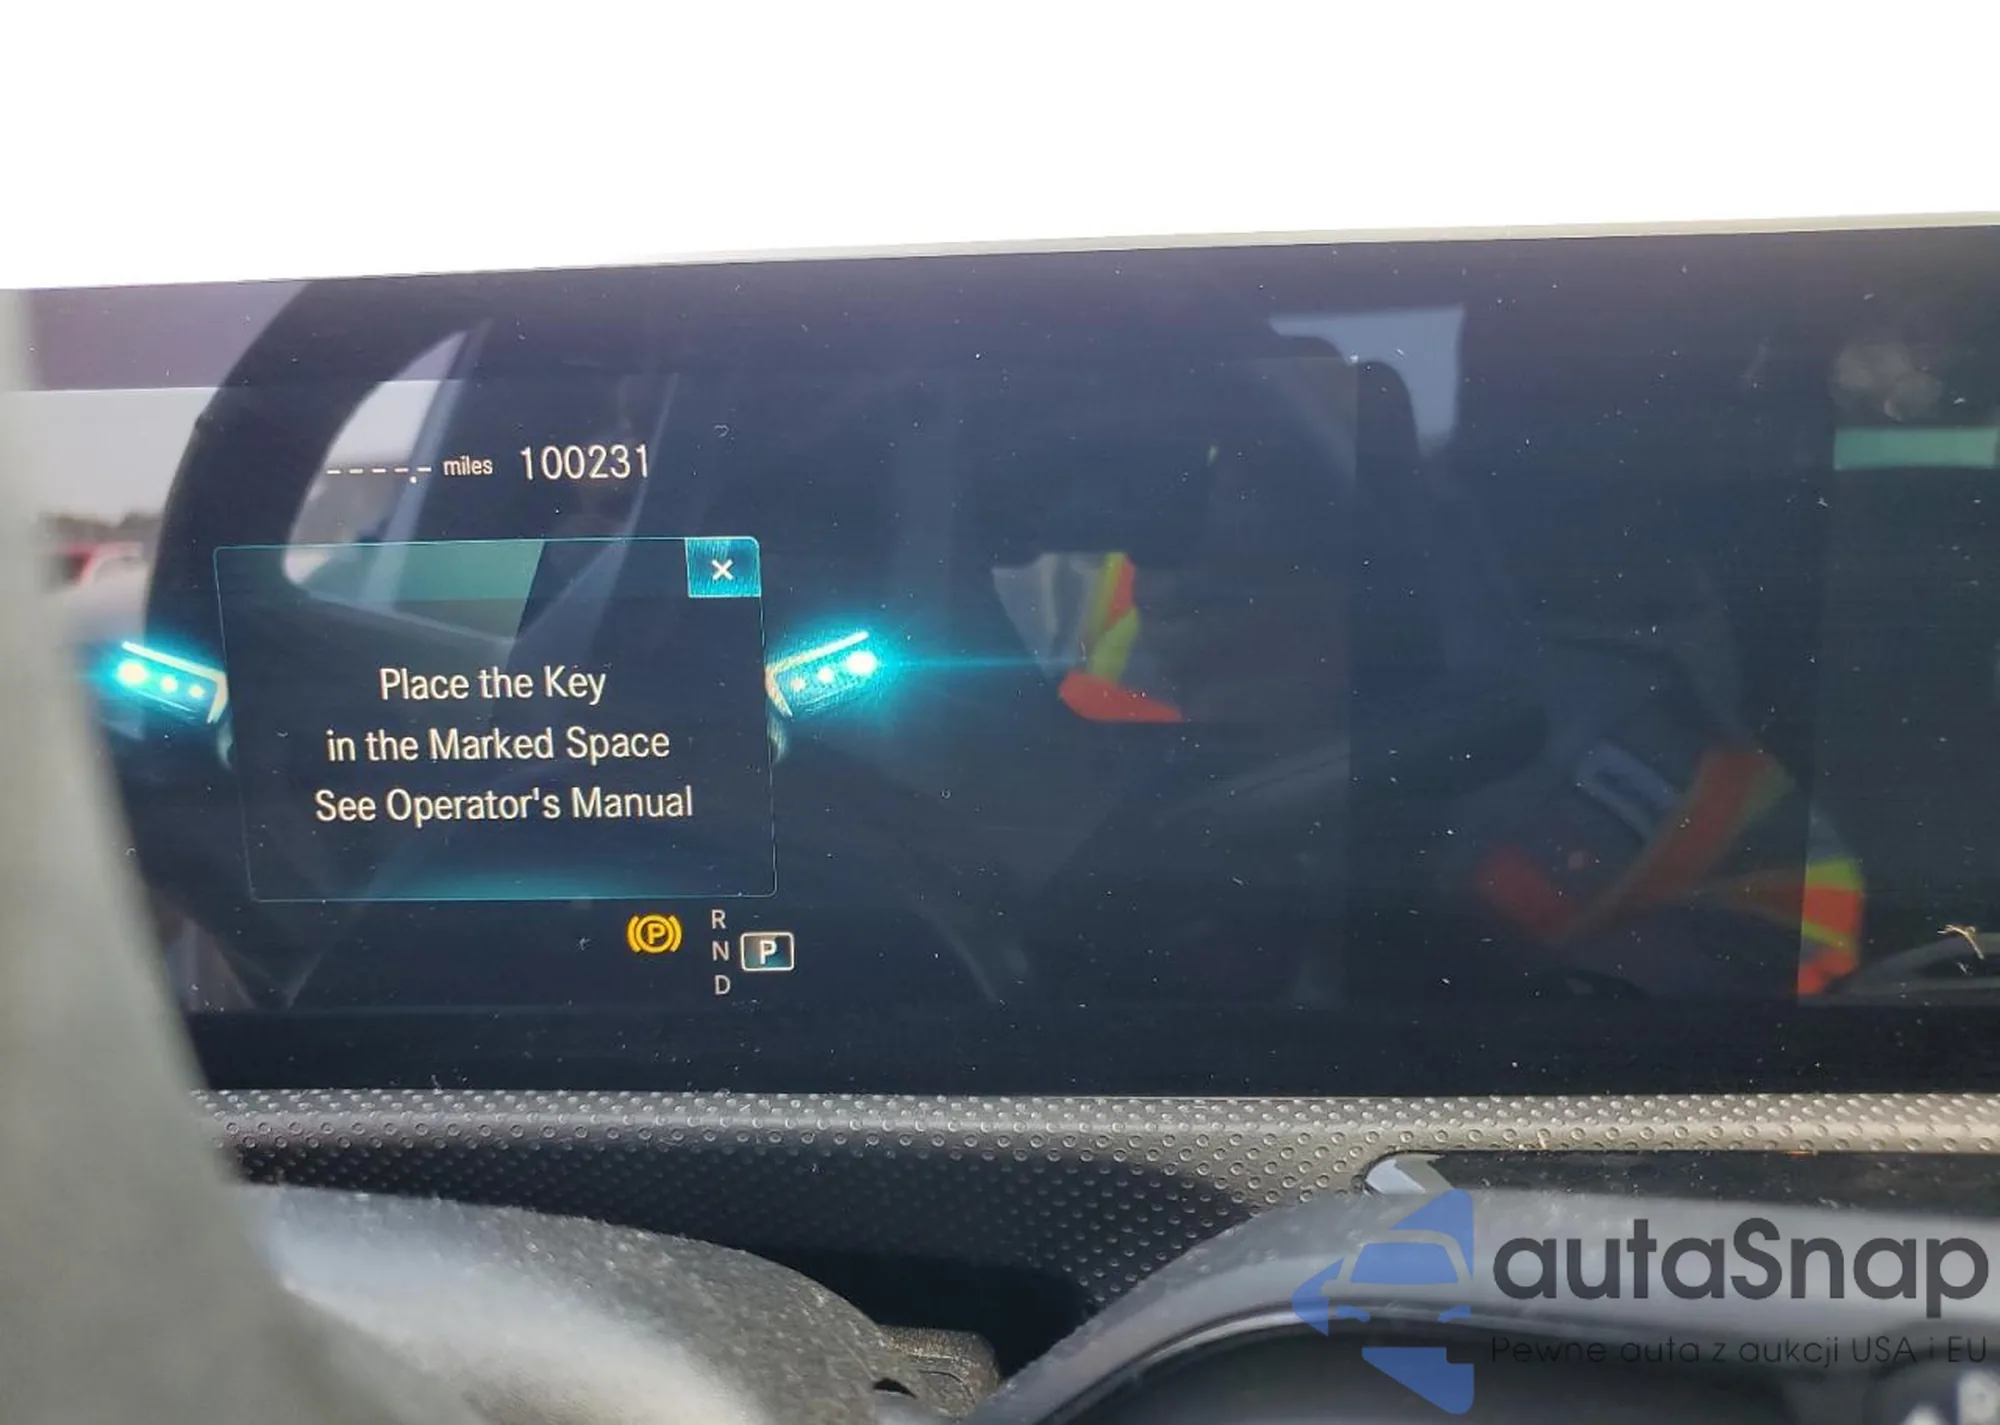 -----.- miles 100231
×
Place the Key
in the Marked Space
See Operator's Manual
P
R
N P
D
autaSnap
Pewne auta z aukcji USA i EU